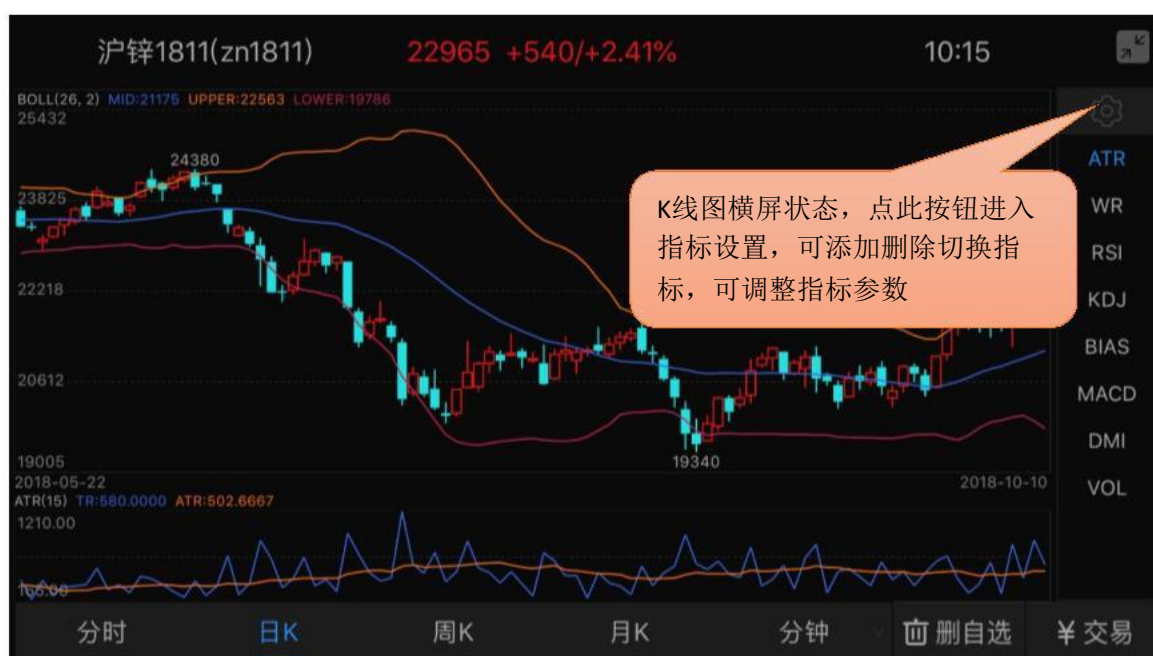 沪锌1811(zn1811) 22965 +540/+2.41% 10:15
BOLL(26, 2) MID:21175 UPPER:22563 LOWER:19786
25432
24380
ATR
23825
WR
K线图横屏状态，点此按钮进入
指标设置，可添加删除切换指
标，可调整指标参数
RSI
22218
KDJ
BIAS
20612
MACD
DMI
19005
19340
2018-05-22 2018-10-10
VOL
ATR(15) TR:580.0000 ATR:502.6667
1210.00
分时 日K 周K 月K 分钟 删自选 ¥ 交易